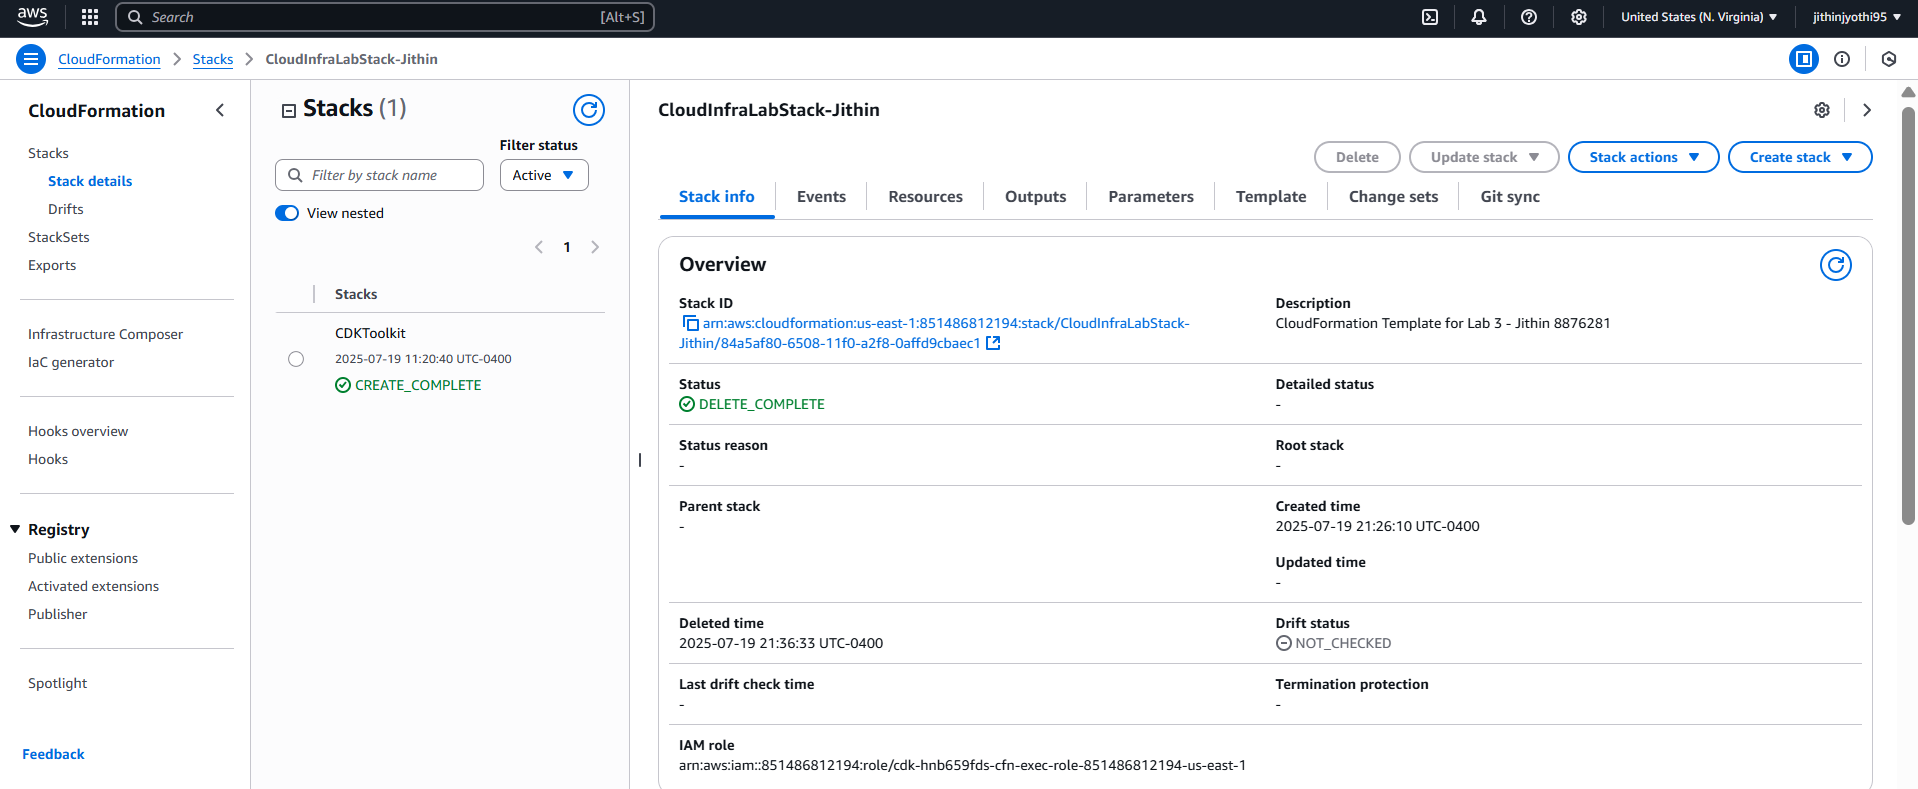 aws
Search [Alt+S]
United States (N. Virginia)
jithinjyothi95
CloudFormation
Stacks
CloudInfraLabStack-Jithin
CloudFormation
Stacks
Stack details
Drifts
StackSets
Exports
Infrastructure Composer
IaC generator
Hooks overview
Hooks
Registry
Public extensions
Activated extensions
Publisher
Spotlight
Feedback
Stacks (1)
Filter status
Filter by stack name
Active
View nested
1
Stacks
CDKToolkit
2025-07-19 11:20:40 UTC-0400
CREATE_COMPLETE
CloudInfraLabStack-Jithin
Delete
Update stack
Stack actions
Create stack
Stack info
Events
Resources
Outputs
Parameters
Template
Change sets
Git sync
Overview
Stack ID
arn:aws:cloudformation:us-east-1:851486812194:stack/CloudInfraLabStack-
Jithin/84a5af80-6508-11f0-a2f8-0affd9cbaec1
Description
CloudFormation Template for Lab 3 - Jithin 8876281
Status
DELETE_COMPLETE
Detailed status
-
Status reason
-
Root stack
-
Parent stack
-
Created time
2025-07-19 21:26:10 UTC-0400
Updated time
-
Deleted time
2025-07-19 21:36:33 UTC-0400
Drift status
NOT_CHECKED
Last drift check time
-
Termination protection
-
IAM role
arn:aws:iam::851486812194:role/cdk-hnb659fds-cfn-exec-role-851486812194-us-east-1